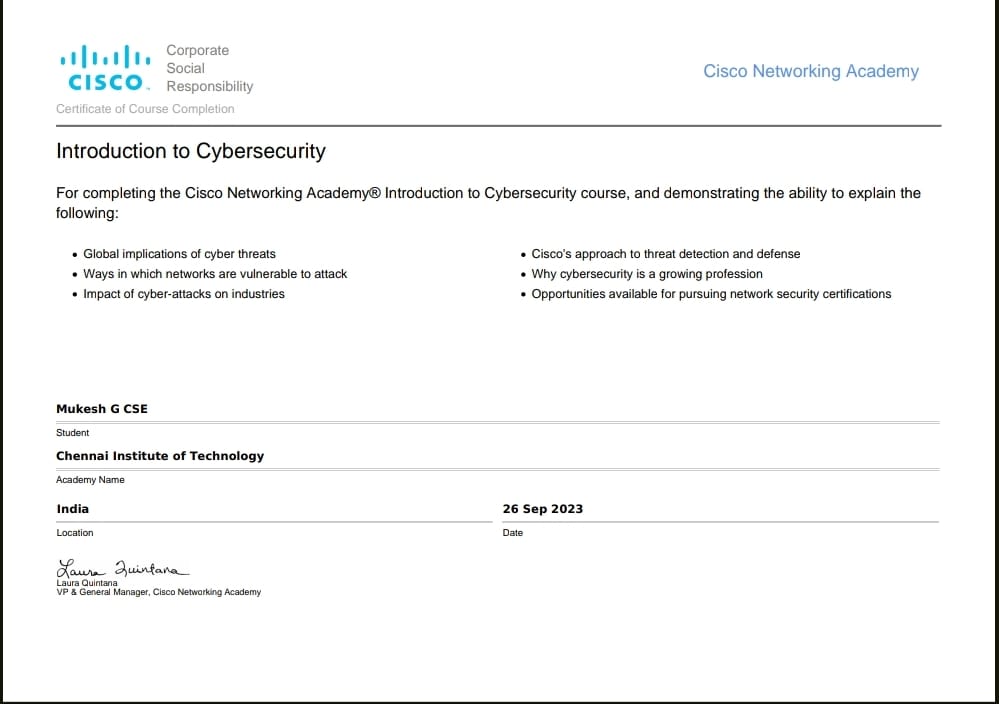 Corporate
Social
Responsibility
CISCO
Certificate of Course Completion
Cisco Networking Academy
Introduction to Cybersecurity
For completing the Cisco Networking Academy® Introduction to Cybersecurity course, and demonstrating the ability to explain the
following:
• Global implications of cyber threats
• Ways in which networks are vulnerable to attack
• Impact of cyber-attacks on industries
• Cisco's approach to threat detection and defense
• Why cybersecurity is a growing profession
• Opportunities available for pursuing network security certifications
Mukesh G CSE
Student
Chennai Institute of Technology
Academy Name
India
Location
26 Sep 2023
Date
Laura Quintana
Laura Quintana
VP & General Manager, Cisco Networking Academy